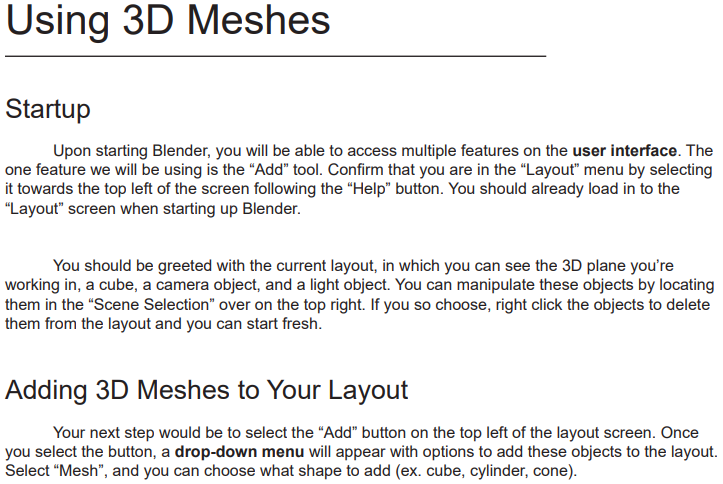 Using 3D Meshes
Startup
Upon starting Blender, you will be able to access multiple features on the user interface. The
one feature we will be using is the “Add” tool. Confirm that you are in the “Layout” menu by selecting
it towards the top left of the screen following the “Help” button. You should already load in to the
“Layout” screen when starting up Blender.
You should be greeted with the current layout, in which you can see the 3D plane you’re
working in, a cube, a camera object, and a light object. You can manipulate these objects by locating
them in the “Scene Selection” over on the top right. If you so choose, right click the objects to delete
them from the layout and you can start fresh.
Adding 3D Meshes to Your Layout
Your next step would be to select the “Add” button on the top left of the layout screen. Once
you select the button, a drop-down menu will appear with options to add these objects to the layout.
Select “Mesh”, and you can choose what shape to add (ex. cube, cylinder, cone).